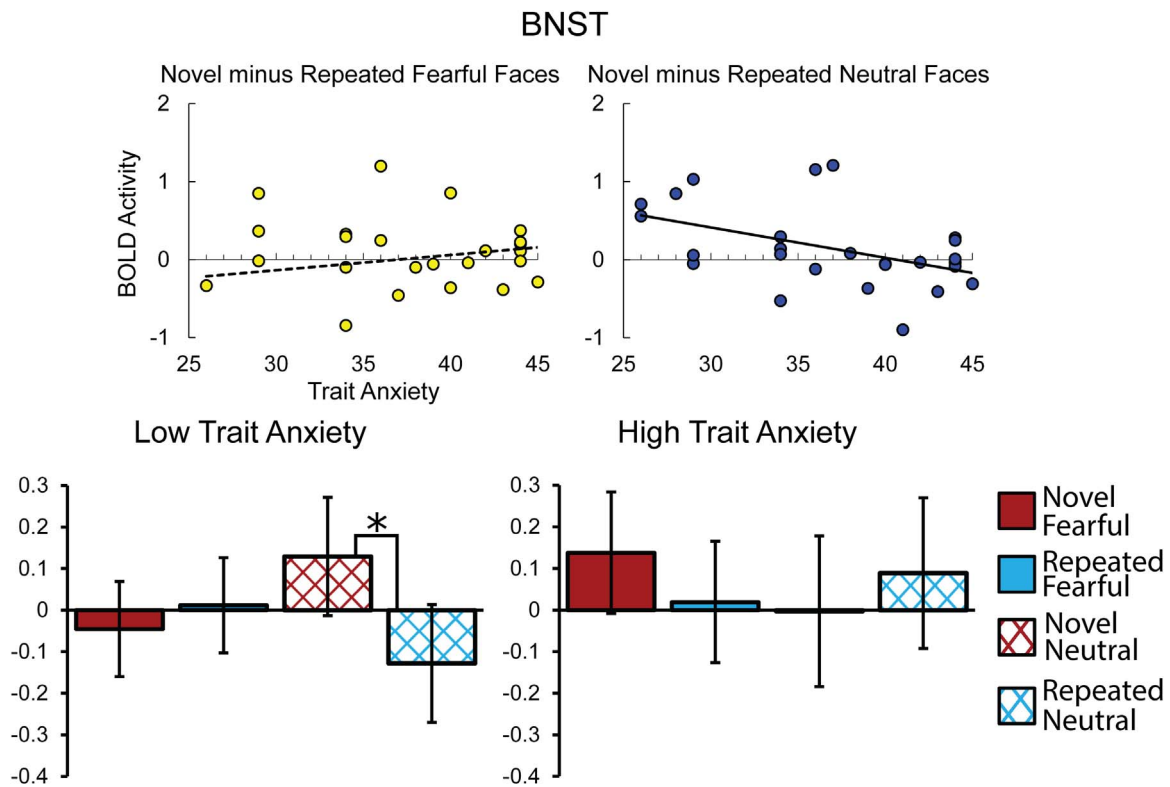 BNST
Novel minus Repeated Fearful Faces
Novel minus Repeated Neutral Faces
BOLD Activity
2
1
0
-1
25
30
35
40
45
Trait Anxiety
2
1
0
-1
25
30
35
40
45
Low Trait Anxiety
0.3
0.2
0.1
0
-0.1
-0.2
-0.3
-0.4
*
High Trait Anxiety
0.3
0.2
0.1
0
-0.1
-0.2
-0.3
-0.4
Novel
Fearful
Repeated
Fearful
Novel
Neutral
Repeated
Neutral